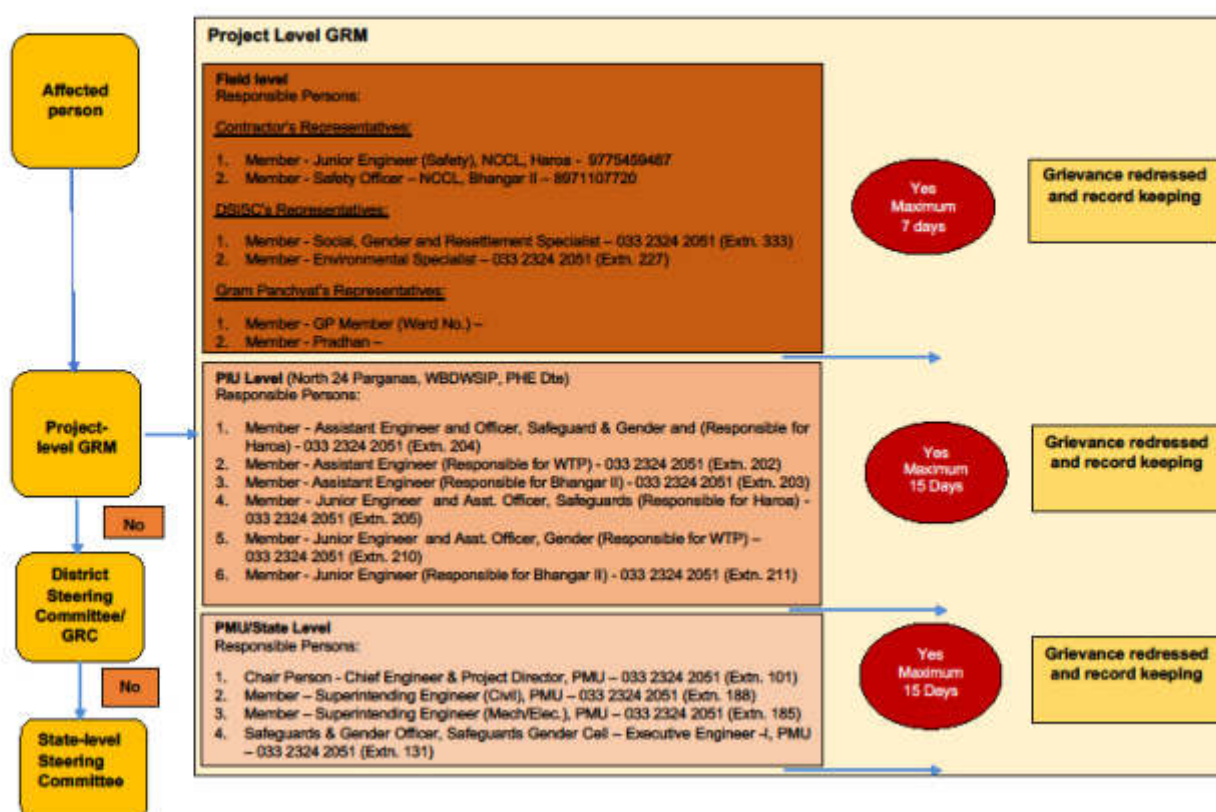 Affected
person
Project-
level GRM
No
District
Steering
Committee/
GRC
No
State-level
Steering
Committee
Project Level GRM
Field level
Responsible Persons:
Contractor's Representatives:
1. Member - Junior Engineer (Safety), NCCL, Haroa - 9775459487
2. Member - Safety Officer – NCCL, Bhangar II – 8971107720
DSISC's Representatives:
1. Member - Social, Gender and Resettlement Specialist – 033 2324 2051 (Extn. 333)
2. Member - Environmental Specialist – 033 2324 2051 (Extn. 227)
Gram Panchyat's Representatives:
1. Member - GP Member (Ward No.) –
2. Member - Pradhan –
Yes
Maximum
7 days
Grievance redressed
and record keeping
PIU Level (North 24 Parganas, WBDWSIP, PHE Dte)
Responsible Persons:
1. Member - Assistant Engineer and Officer, Safeguard & Gender and (Responsible for
Haroa) - 033 2324 2051 (Extn. 204)
2. Member - Assistant Engineer (Responsible for WTP) - 033 2324 2051 (Extn. 202)
3. Member - Assistant Engineer (Responsible for Bhangar II) - 033 2324 2051 (Extn. 203)
4. Member - Junior Engineer and Asst. Officer, Safeguards (Responsible for Haroa) -
033 2324 2051 (Extn. 205)
5. Member - Junior Engineer and Asst. Officer, Gender (Responsible for WTP) –
033 2324 2051 (Extn. 210)
6. Member - Junior Engineer (Responsible for Bhangar II) - 033 2324 2051 (Extn. 211)
Yes
Maximum
15 Days
Grievance redressed
and record keeping
PMU/State Level
Responsible Persons:
1. Chair Person - Chief Engineer & Project Director, PMU – 033 2324 2051 (Extn. 101)
2. Member – Superintending Engineer (Civil), PMU – 033 2324 2051 (Extn. 188)
3. Member – Superintending Engineer (Mech/Elec.), PMU – 033 2324 2051 (Extn. 185)
4. Safeguards & Gender Officer, Safeguards Gender Cell – Executive Engineer -I, PMU
– 033 2324 2051 (Extn. 131)
Yes
Maximum
15 Days
Grievance redressed
and record keeping